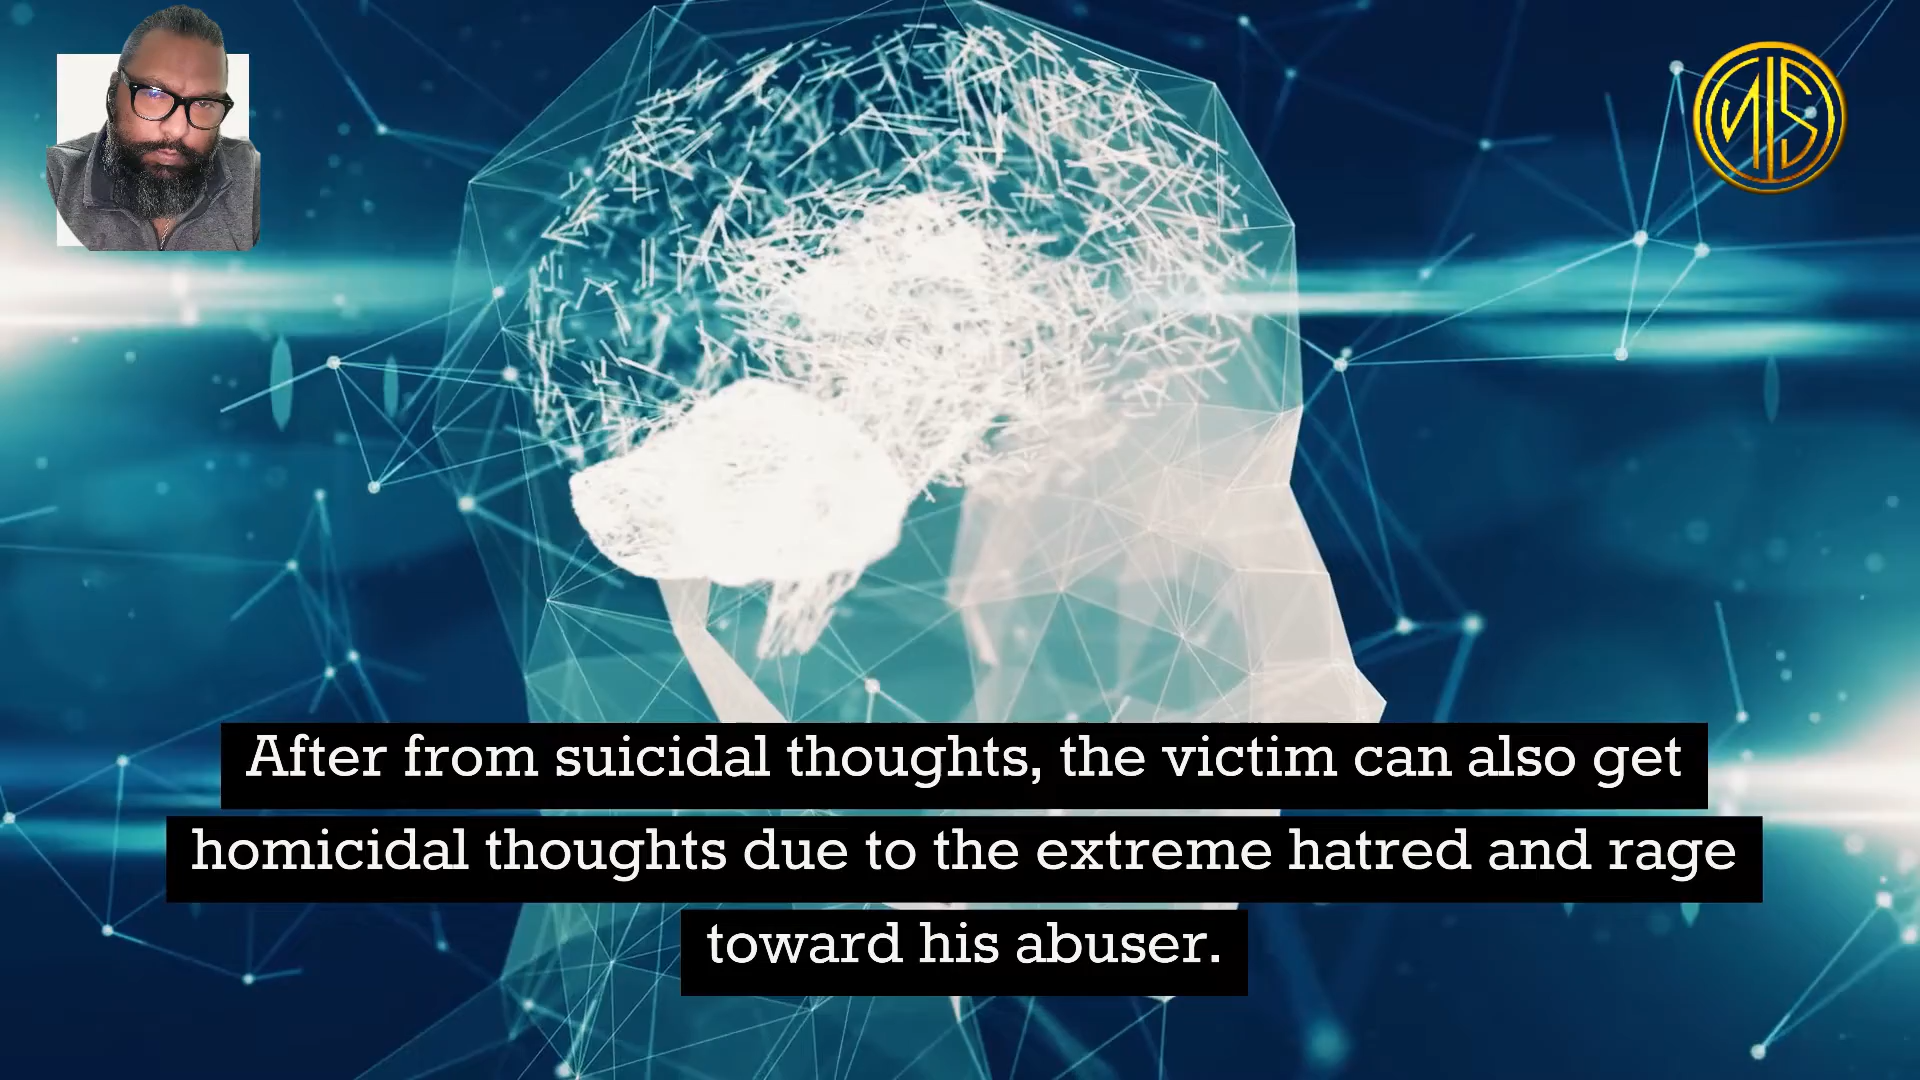 After from suicidal thoughts, the victim can also get
homicidal thoughts due to the extreme hatred and rage
toward his abuser.